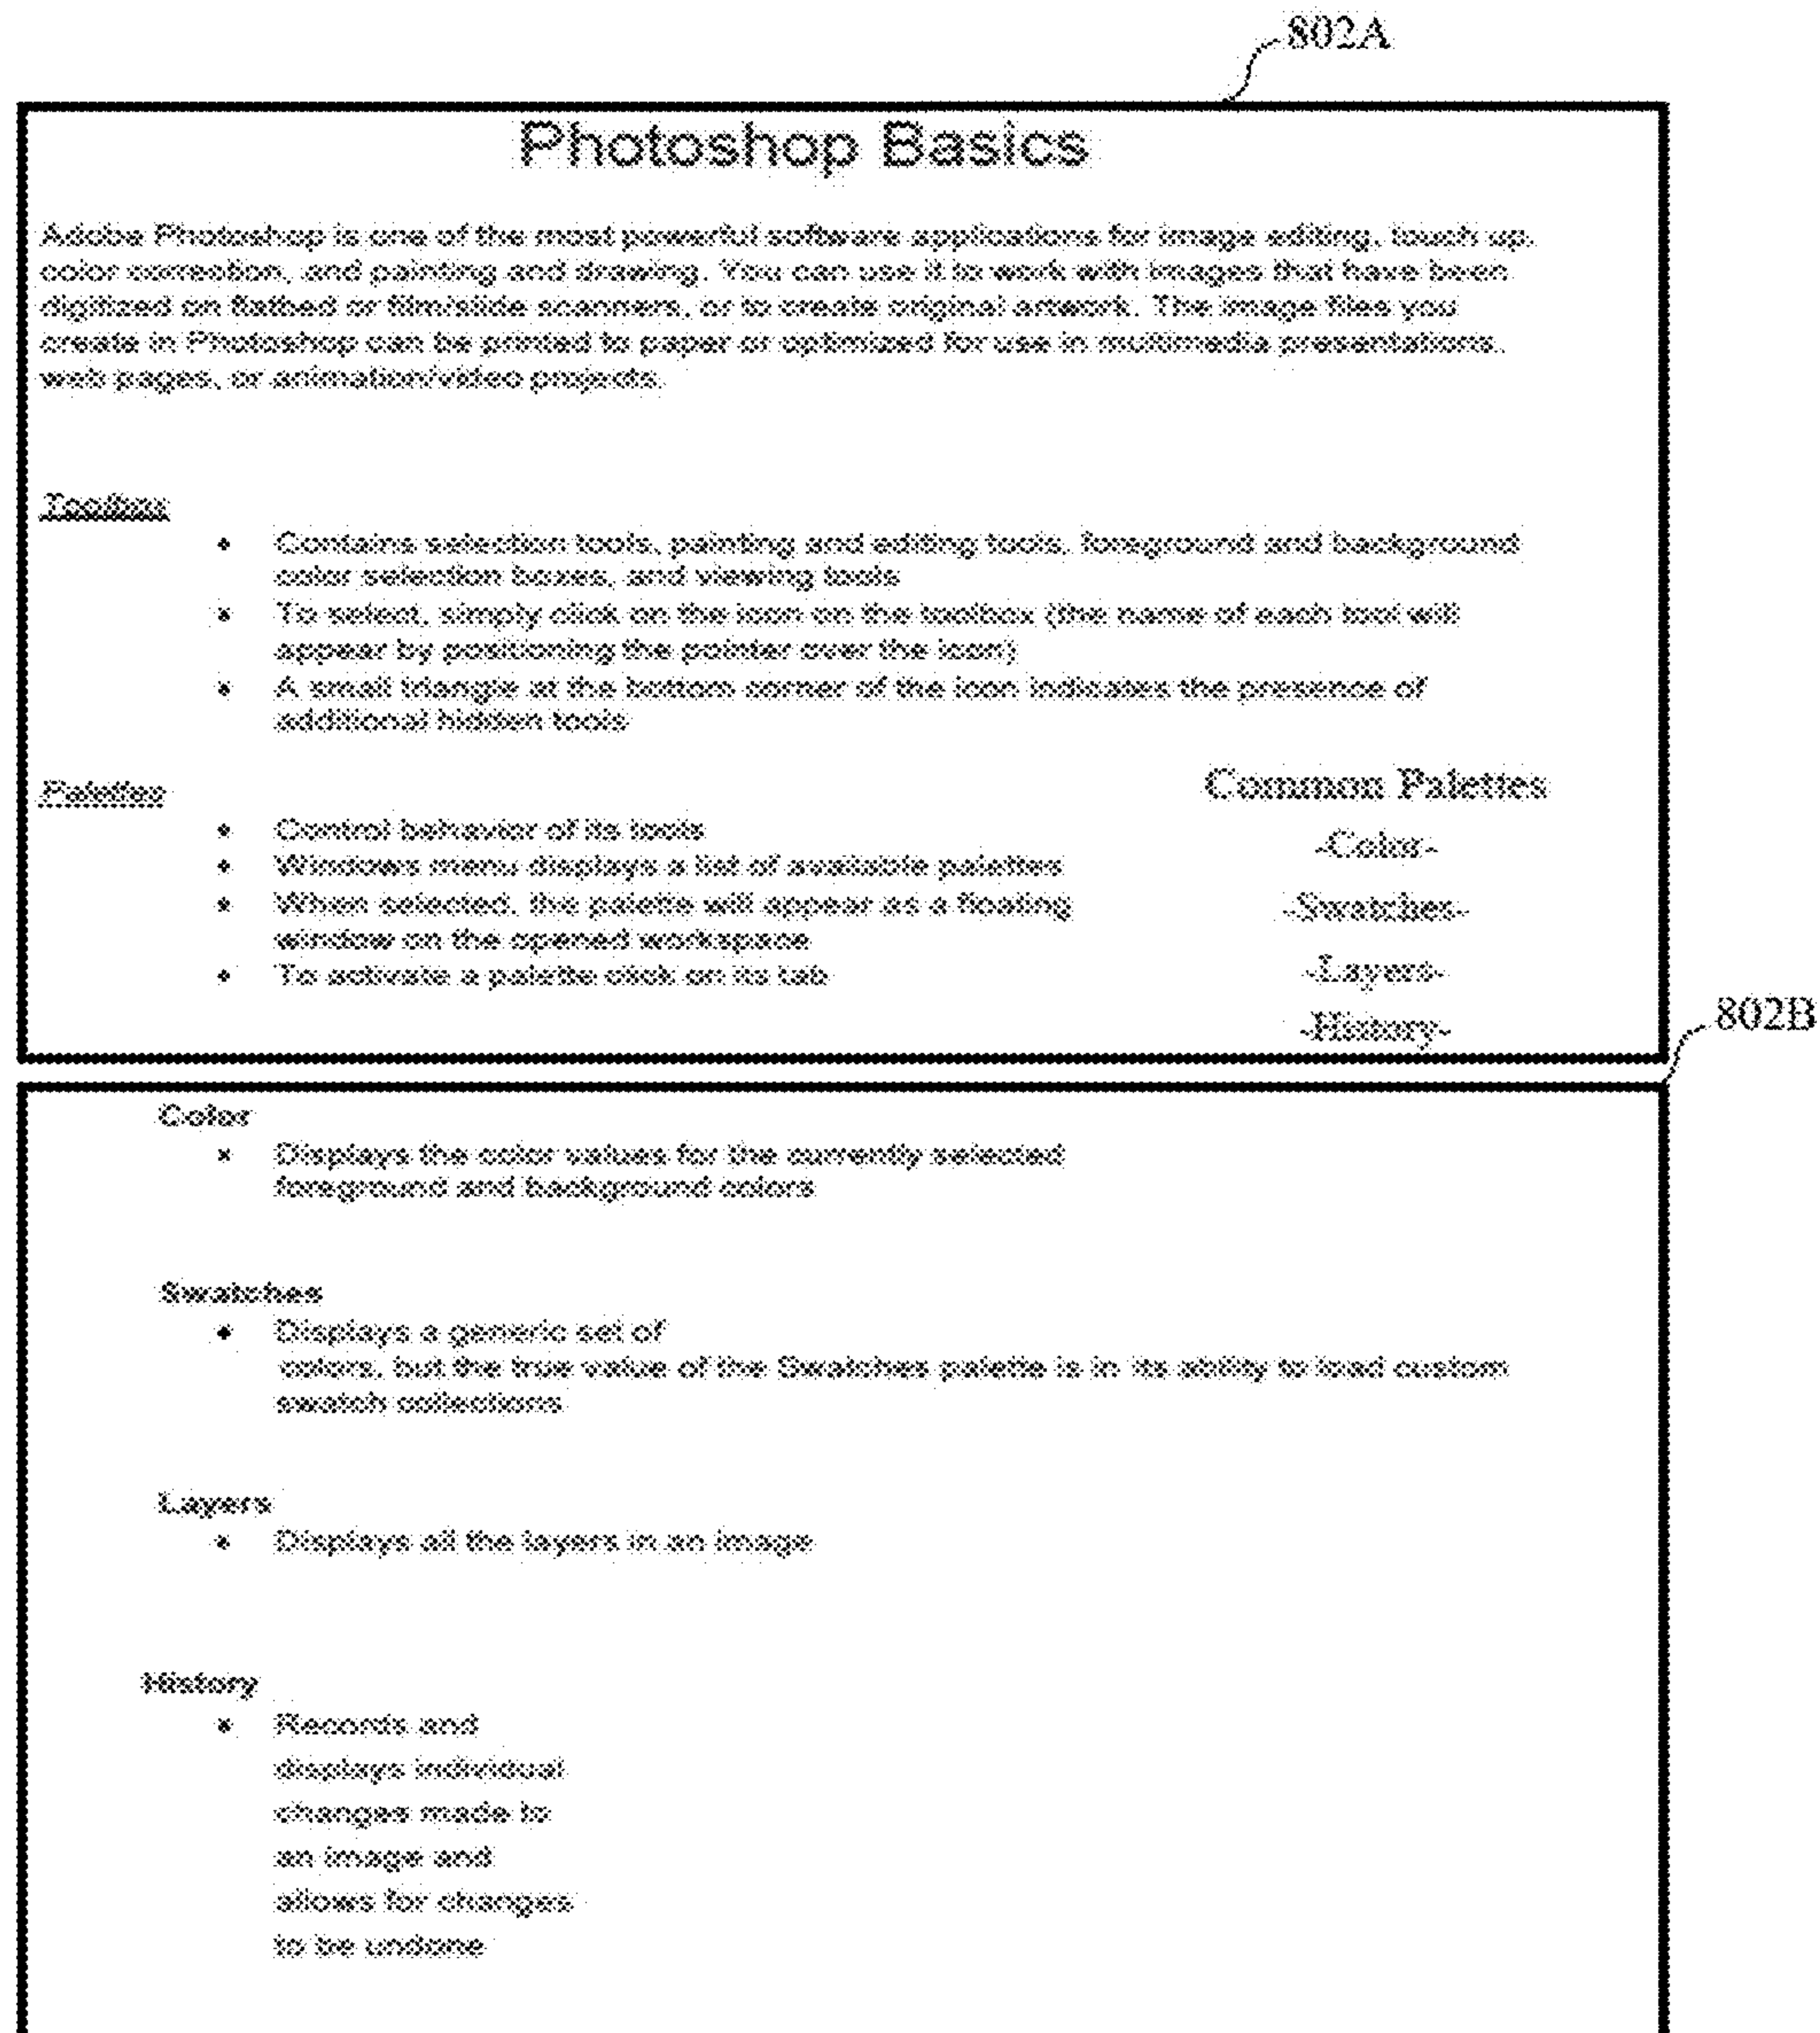 802A
Photoshop Basics
Adobe Photoshop is one of the most powerful software applications for image editing, touch up,
color correction, and painting and drawing. You can use it to work with images that have been
digitized on flatbed or film/slide scanners, or to create original artwork. The image files you
create in Photoshop can be printed to paper or optimized for use in multimedia presentations,
web pages, or animation/video projects.
Toolbox
• Contains selection tools, painting and editing tools, foreground and background
color selection boxes, and viewing tools
• To select, simply click on the icon on the toolbox (the name of each tool will
appear by positioning the pointer over the icon)
• A small triangle at the bottom corner of the icon indicates the presence of
additional hidden tools
Palettes
• Control behavior of its tools
• Windows menu displays a list of available palettes
• When selected, the palette will appear as a floating
window on the opened workspace
• To activate a palette click on its tab
Common Palettes
-Color-
-Swatches-
-Layers-
-History-
802B
Color
• Displays the color values for the currently selected
foreground and background colors
Swatches
• Displays a generic set of
colors, but the true value of the Swatches palette is in its ability to load custom
swatch collections
Layers
• Displays all the layers in an image
History
• Records and
displays individual
changes made to
an image and
allows for changes
to be undone